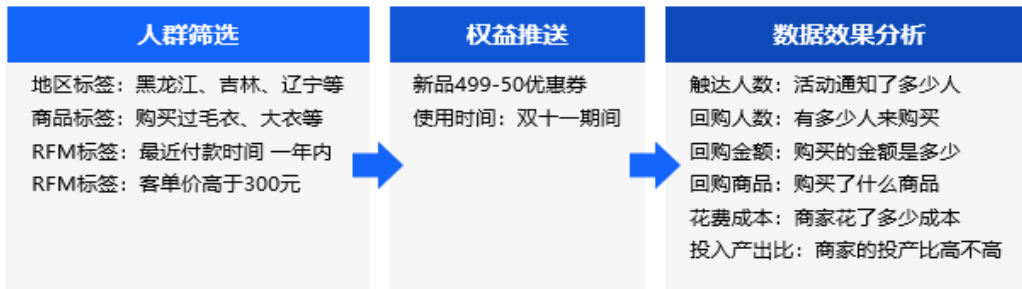 人群筛选
地区标签：黑龙江、吉林、辽宁等
商品标签：购买过毛衣、大衣等
RFM标签：最近付款时间 一年内
RFM标签：客单价高于300元
权益推送
新品499-50优惠券
使用时间：双十一期间
数据效果分析
触达人数：活动通知了多少人
回购人数：有多少人来购买
回购金额：购买的金额是多少
回购商品：购买了什么商品
花费成本：商家花了多少成本
投入产出比：商家的投产比高不高